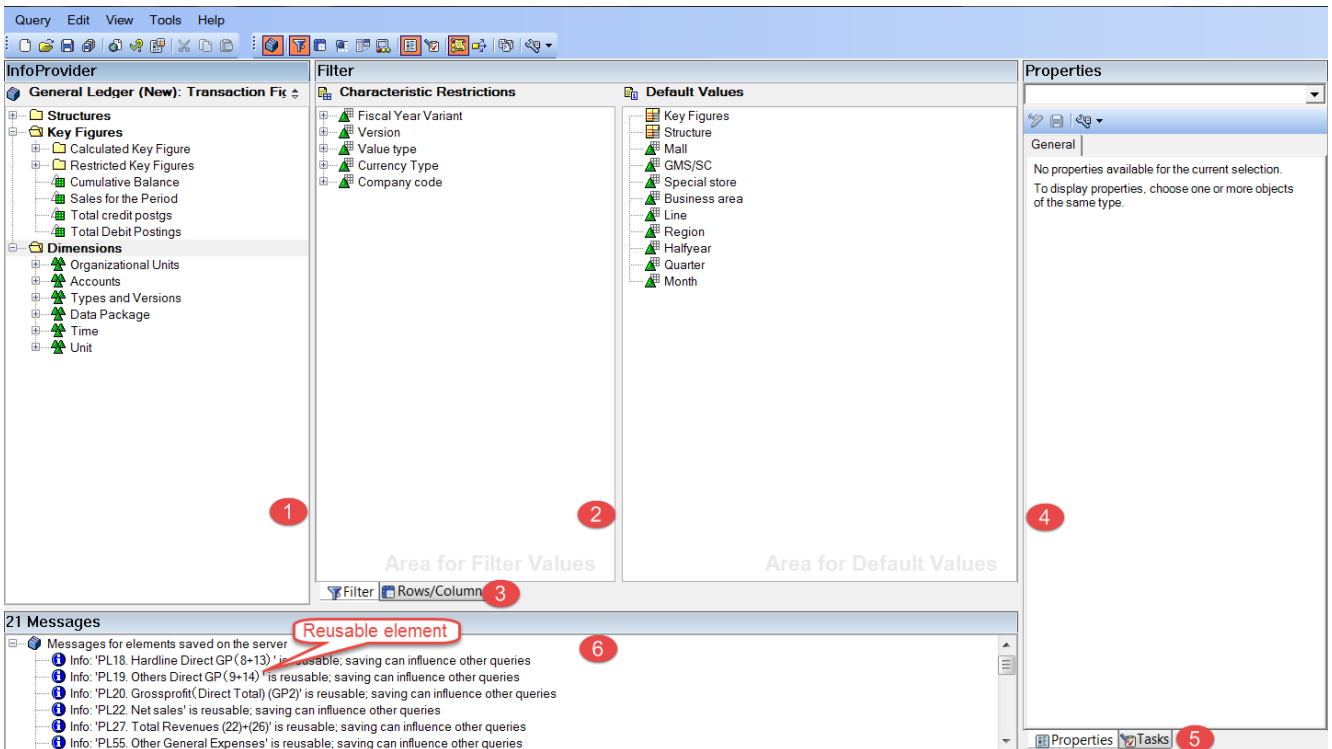 Query Edit View Tools Help
InfoProvider
General Ledger (New): Transaction Fig
Structures
Key Figures
Calculated Key Figure
Restricted Key Figures
Cumulative Balance
Sales for the Period
Total credit postgs
Total Debit Postings
Dimensions
Organizational Units
Accounts
Types and Versions
Data Package
Time
Unit
1
Filter
Characteristic Restrictions
Fiscal Year Variant
Version
Value type
Currency Type
Company code
2
Area for Filter Values
Default Values
Key Figures
Structure
Mall
GMS/SC
Special store
Business area
Line
Region
Halfyear
Quarter
Month
Area for Default Values
Filter Rows/Column
3
Properties
General
No properties available for the current selection.
To display properties, choose one or more objects
of the same type.
4
Properties Tasks
5
21 Messages
Reusable element
6
Messages for elements saved on the server
Info: 'PL18. Hardline Direct GP(8+13) ' is reusable; saving can influence other queries
Info: 'PL19. Others Direct GP(9+14) ' is reusable; saving can influence other queries
Info: 'PL20. Grossprofit(Direct Total) (GP2)' is reusable; saving can influence other queries
Info: 'PL22. Net sales' is reusable; saving can influence other queries
Info: 'PL27. Total Revenues (22)+(26)' is reusable; saving can influence other queries
Info: 'PL55. Other General Expenses' is reusable; saving can influence other queries